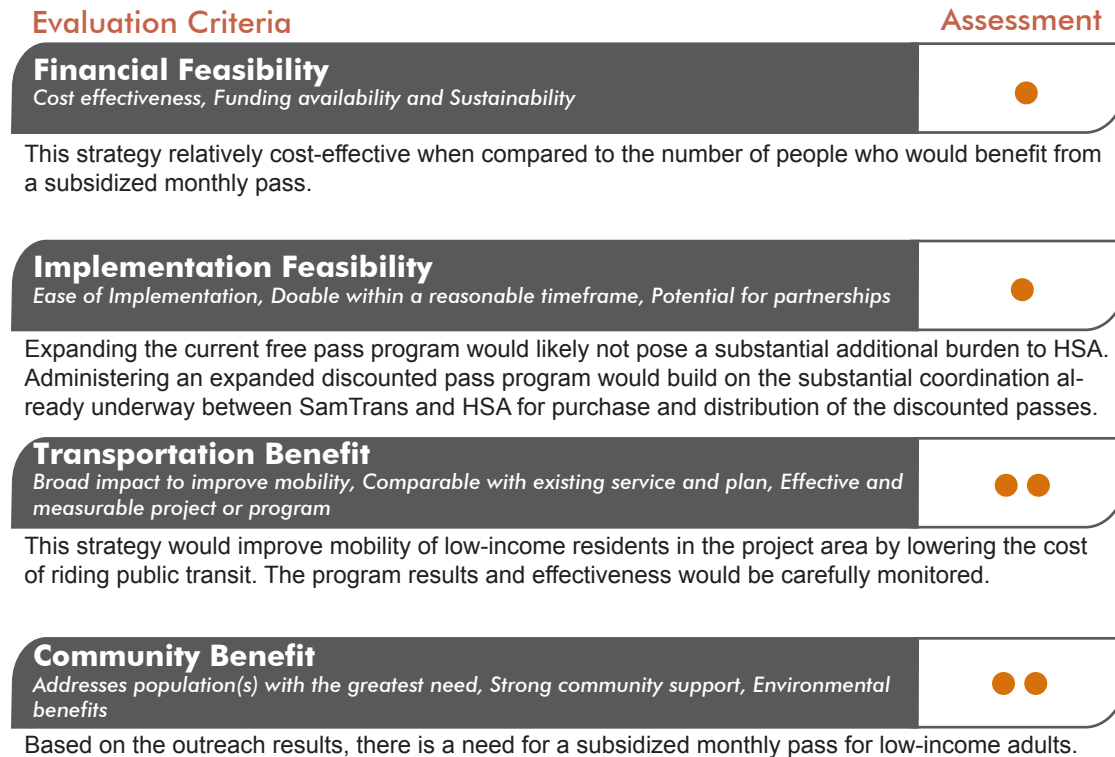 Evaluation Criteria
Assessment
Financial Feasibility
Cost effectiveness, Funding availability and Sustainability
This strategy relatively cost-effective when compared to the number of people who would benefit from
a subsidized monthly pass.
Implementation Feasibility
Ease of Implementation, Doable within a reasonable timeframe, Potential for partnerships
Expanding the current free pass program would likely not pose a substantial additional burden to HSA.
Administering an expanded discounted pass program would build on the substantial coordination al-
ready underway between SamTrans and HSA for purchase and distribution of the discounted passes.
Transportation Benefit
Broad impact to improve mobility, Comparable with existing service and plan, Effective and
measurable project or program
This strategy would improve mobility of low-income residents in the project area by lowering the cost
of riding public transit. The program results and effectiveness would be carefully monitored.
Community Benefit
Addresses population(s) with the greatest need, Strong community support, Environmental
benefits
Based on the outreach results, there is a need for a subsidized monthly pass for low-income adults.